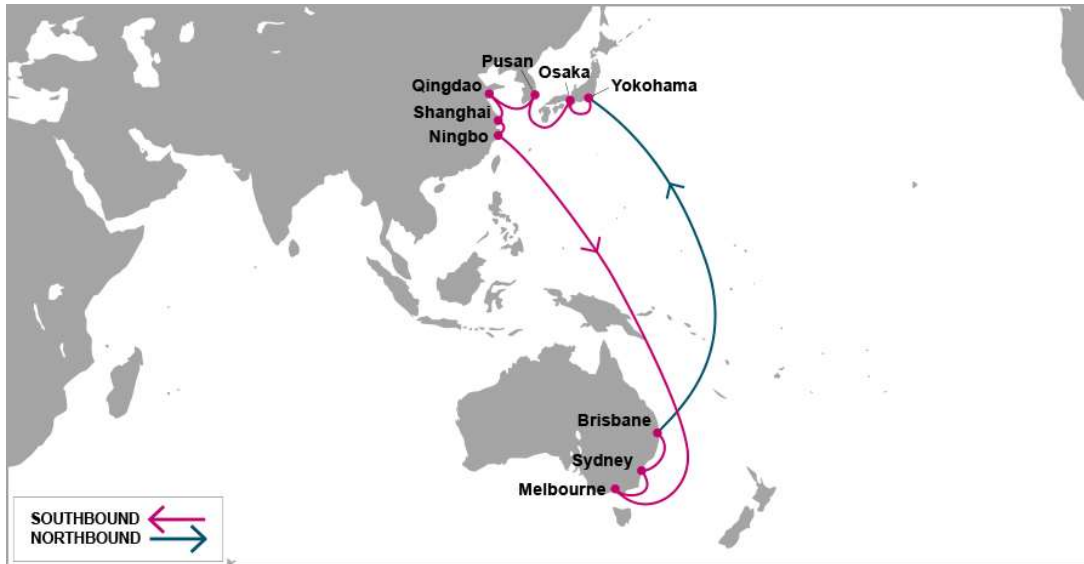 Pusan
Osaka
Qingdao
Yokohama
Shanghai
Ningbo
Brisbane
Sydney
Melbourne
SOUTHBOUND
NORTHBOUND